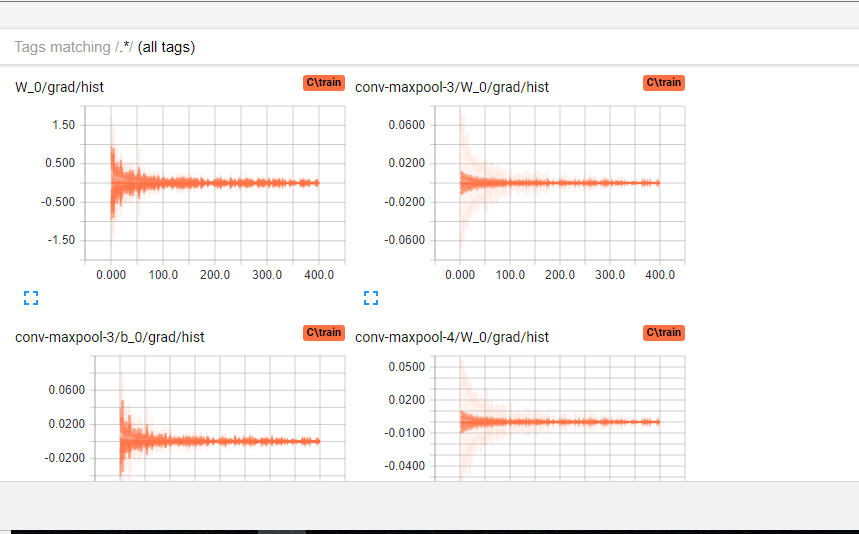 Tags matching /.*/ (all tags)
W_0/grad/hist
C\train
1.50
0.500
-0.500
-1.50
0.000 100.0 200.0 300.0 400.0
conv-maxpool-3/W_0/grad/hist
C\train
0.0600
0.0200
-0.0200
-0.0600
0.000 100.0 200.0 300.0 400.0
conv-maxpool-3/b_0/grad/hist
C\train
0.0600
0.0200
-0.0200
conv-maxpool-4/W_0/grad/hist
C\train
0.0500
0.0200
-0.0100
-0.0400